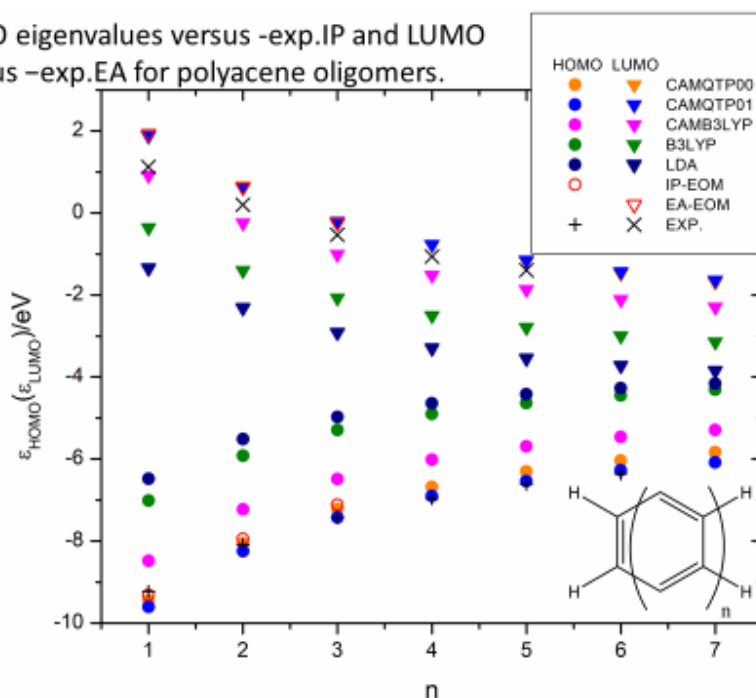 O eigenvalues versus -exp.IP and LUMO
us –exp.EA for polyacene oligomers.
HOMO LUMO
CAMQTP00
CAMQTP01
CAMB3LYP
B3LYP
LDA
IP-EOM
EA-EOM
EXP.
2
0
-2
-4
-6
-8
-10
εHOMO(εLUMO)/eV
1 2 3 4 5 6 7
n
H H
H H
n